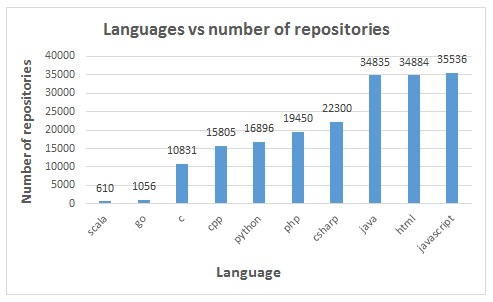 Languages vs number of repositories
Number of repositories
40000
35000
30000
25000
20000
15000
10000
5000
0
610
1056
10831
15805
16896
19450
22300
34835
34884
35536
scala
go
c
cpp
python
php
csharp
java
html
javascript
Language